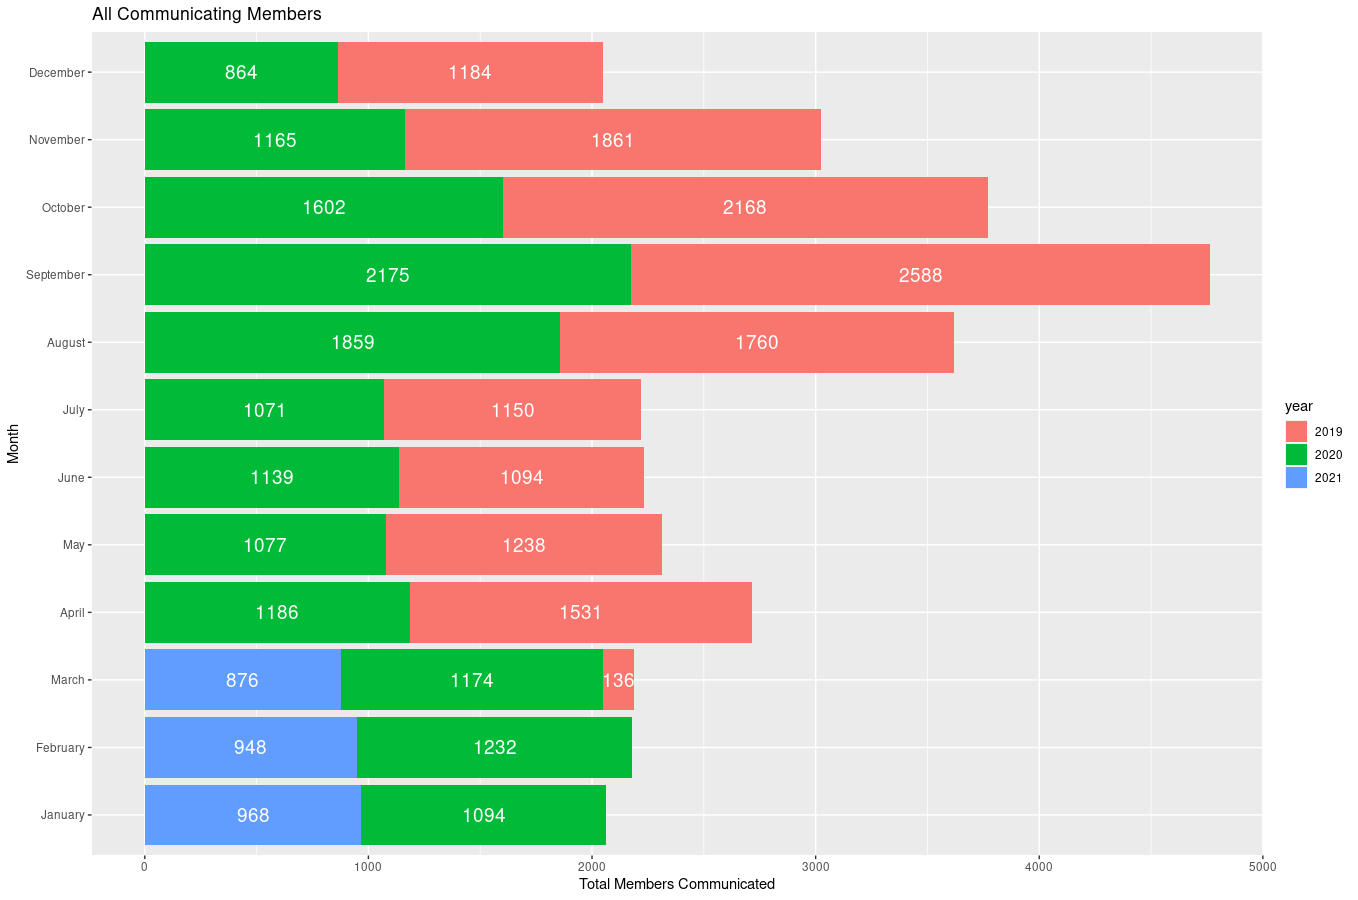 All Communicating Members
December 864 1184
November 1165 1861
October 1602 2168
September 2175 2588
August 1859 1760
July 1071 1150
June 1139 1094
May 1077 1238
April 1186 1531
March 876 1174 136
February 948 1232
January 968 1094
0 1000 2000 3000 4000 5000
Total Members Communicated
Month
year
2019
2020
2021